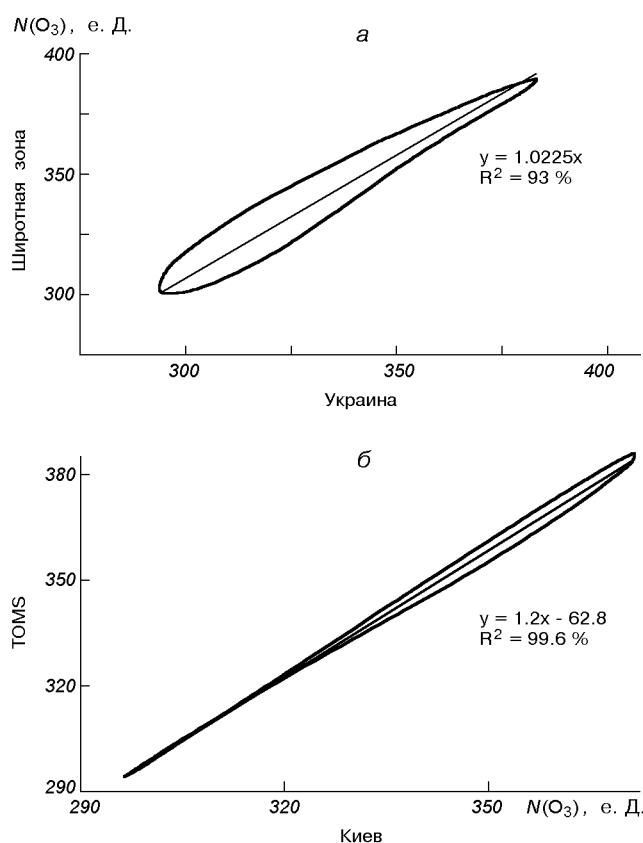 N(O₃), е. Д.
а
400
350
300
Широтная зона
y = 1.0225x
R² = 93 %
300 350 400
Украина
б
380
350
320
290
TOMS
y = 1.2x - 62.8
R² = 99.6 %
290 320 350 N(O₃), е. Д.
Киев